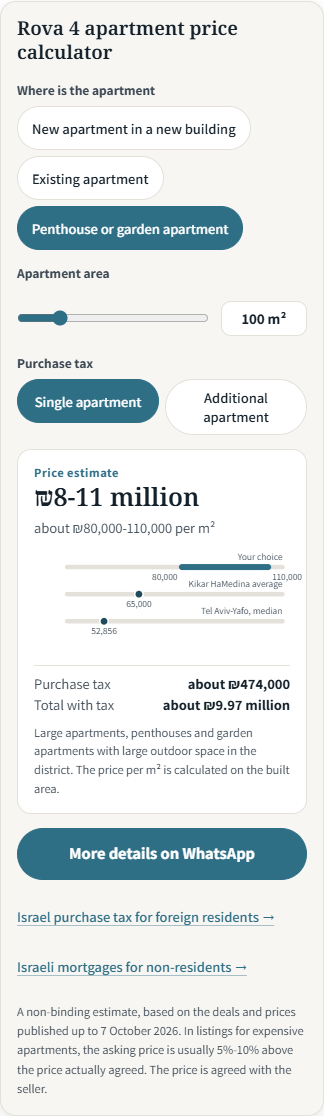 Rova 4 apartment price
calculator
Where is the apartment
New apartment in a new building
Existing apartment
Penthouse or garden apartment
Apartment area
100 m²
Purchase tax
Single apartment
Additional
apartment
Price estimate
₪8-11 million
about ₪80,000-110,000 per m²
Your choice
80,000
110,000
Kikar HaMedina average
65,000
Tel Aviv-Yafo, median
52,856
Purchase tax about ₪474,000
Total with tax about ₪9.97 million
Large apartments, penthouses and garden
apartments with large outdoor space in the
district. The price per m² is calculated on the built
area.
More details on WhatsApp
Israel purchase tax for foreign residents →
Israeli mortgages for non-residents →
A non-binding estimate, based on the deals and prices
published up to 7 October 2026. In listings for expensive
apartments, the asking price is usually 5%-10% above
the price actually agreed. The price is agreed with the
seller.